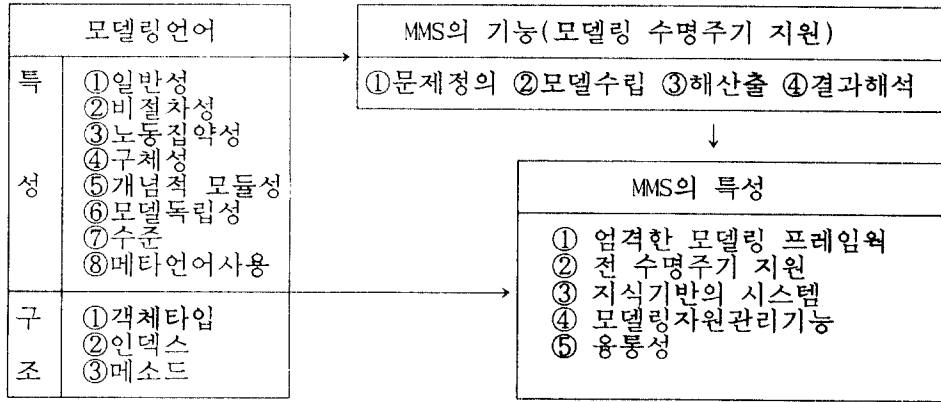 모델링언어
특
성
①일반성
②비절차성
③노동집약성
④구체성
⑤개념적 모듈성
⑥모델독립성
⑦수준
⑧메타언어사용
구
조
①객체타입
②인덱스
③메소드
MMS의 기능(모델링 수명주기 지원)
①문제정의 ②모델수립 ③해산출 ④결과해석
↓
MMS의 특성
① 엄격한 모델링 프레임웍
② 전 수명주기 지원
③ 지식기반의 시스템
④ 모델링자원관리기능
⑤ 융통성